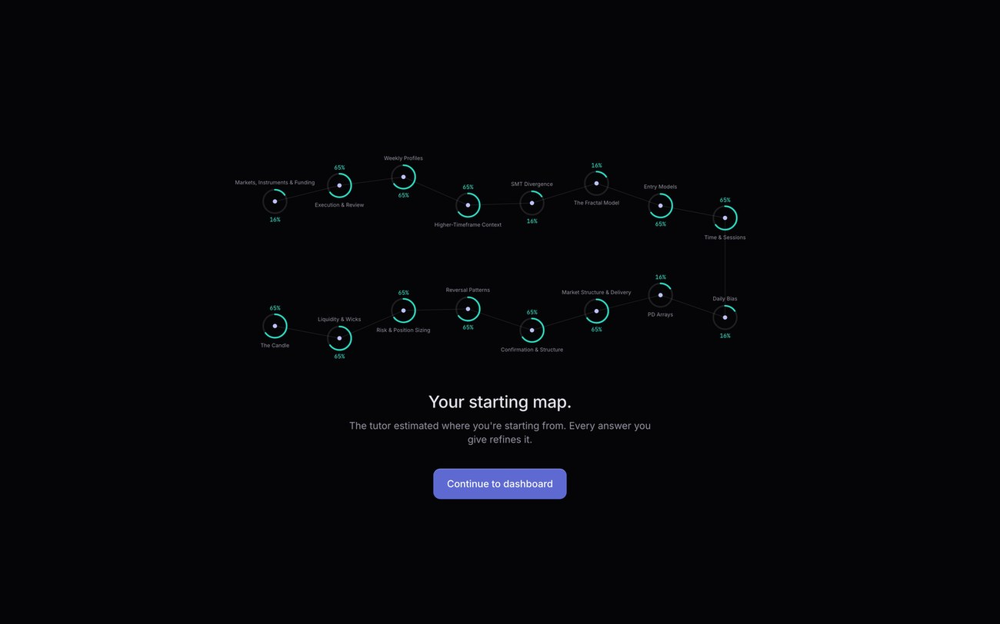 Weekly Profiles
65%
16%
Markets, Instruments & Funding
SMT Divergence
Entry Models
65%
65%
Execution & Review
The Fractal Model
65%
16%
16%
Higher-Timeframe Context
65%
Time & Sessions
16%
Reversal Patterns
65%
Market Structure & Delivery
Daily Bias
65%
65%
PD Arrays
Liquidity & Wicks
65%
Risk & Position Sizing
65%
16%
The Candle
Confirmation & Structure
65%
Your starting map.
The tutor estimated where you're starting from. Every answer you
give refines it.
Continue to dashboard